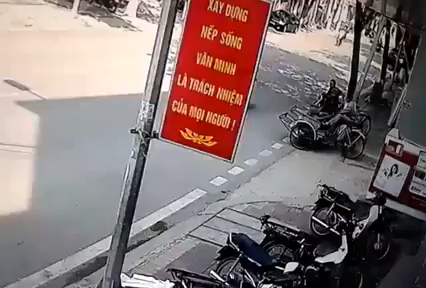 XÂY DỰNG
NẾP SỐNG
VĂN MINH
LÀ TRÁCH NHIỆM
CỦA MỌI NGƯỜI !